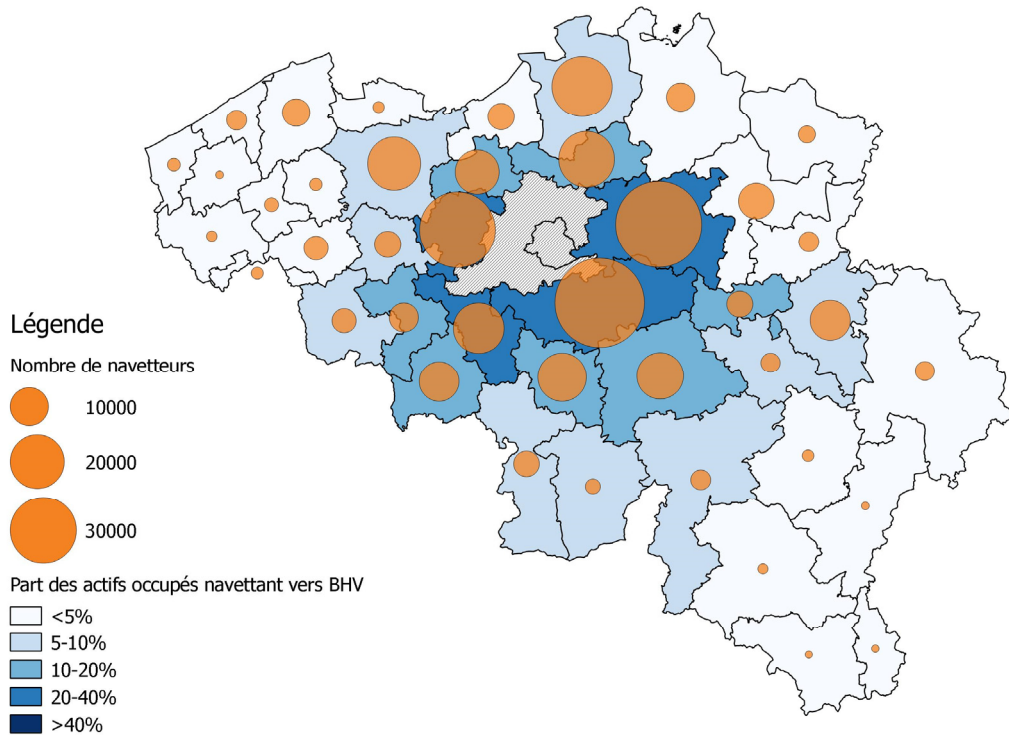 Légende
Nombre de navetteurs
10000
20000
30000
Part des actifs occupés navettant vers BHV
<5%
5-10%
10-20%
20-40%
>40%